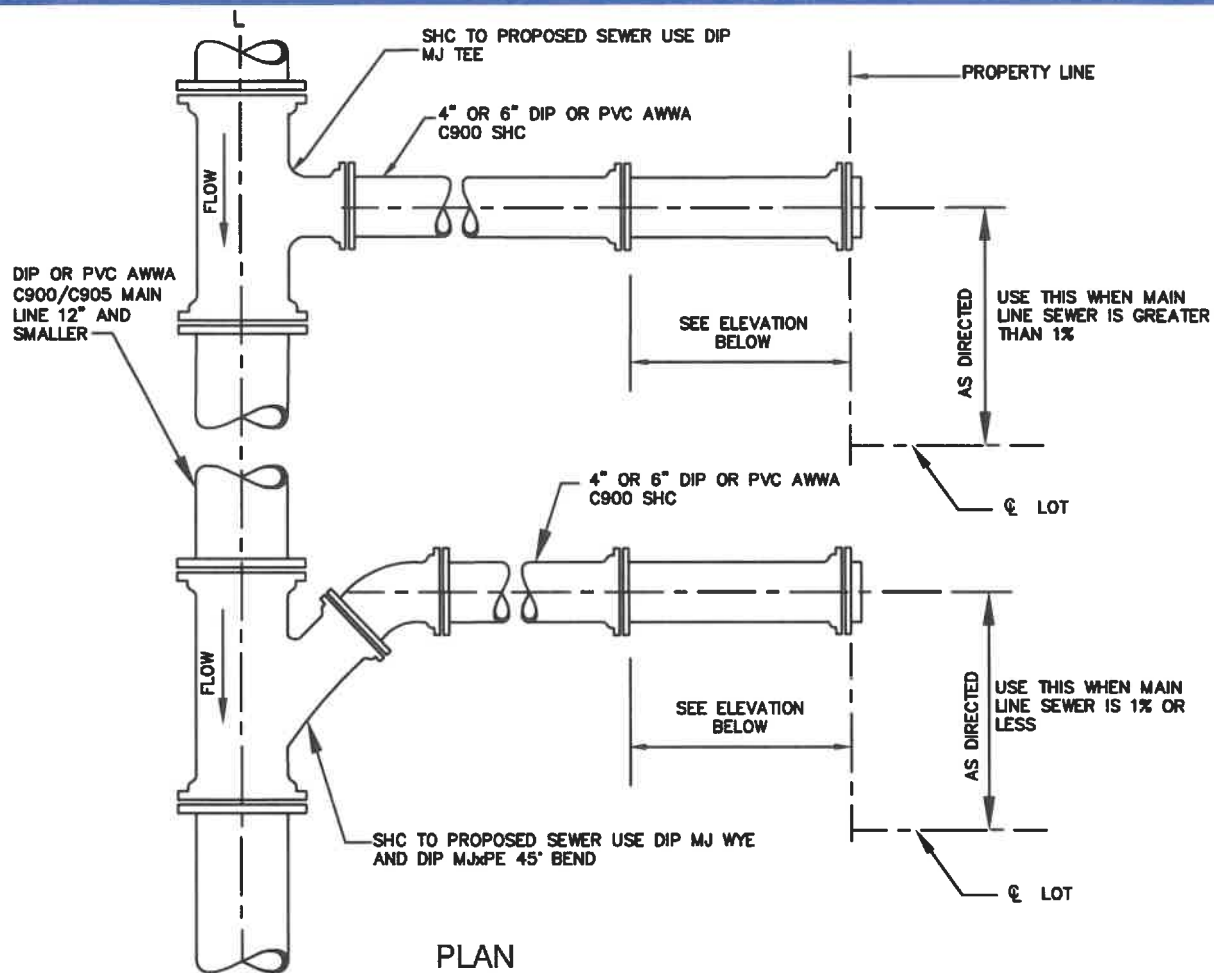 L
SHC TO PROPOSED SEWER USE DIP
MJ TEE
PROPERTY LINE
4" OR 6" DIP OR PVC AWWA
C900 SHC
FLOW
DIP OR PVC AWWA
C900/C905 MAIN
LINE 12" AND
SMALLER
SEE ELEVATION
BELOW
AS DIRECTED
USE THIS WHEN MAIN
LINE SEWER IS GREATER
THAN 1%
℄ LOT
4" OR 6" DIP OR PVC AWWA
C900 SHC
FLOW
SEE ELEVATION
BELOW
AS DIRECTED
USE THIS WHEN MAIN
LINE SEWER IS 1% OR
LESS
SHC TO PROPOSED SEWER USE DIP MJ WYE
AND DIP MJxPE 45° BEND
℄ LOT
PLAN